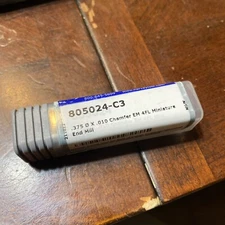 805024-C3
.375 D X .010 Chamfer EM 4FL Miniature
End Mill